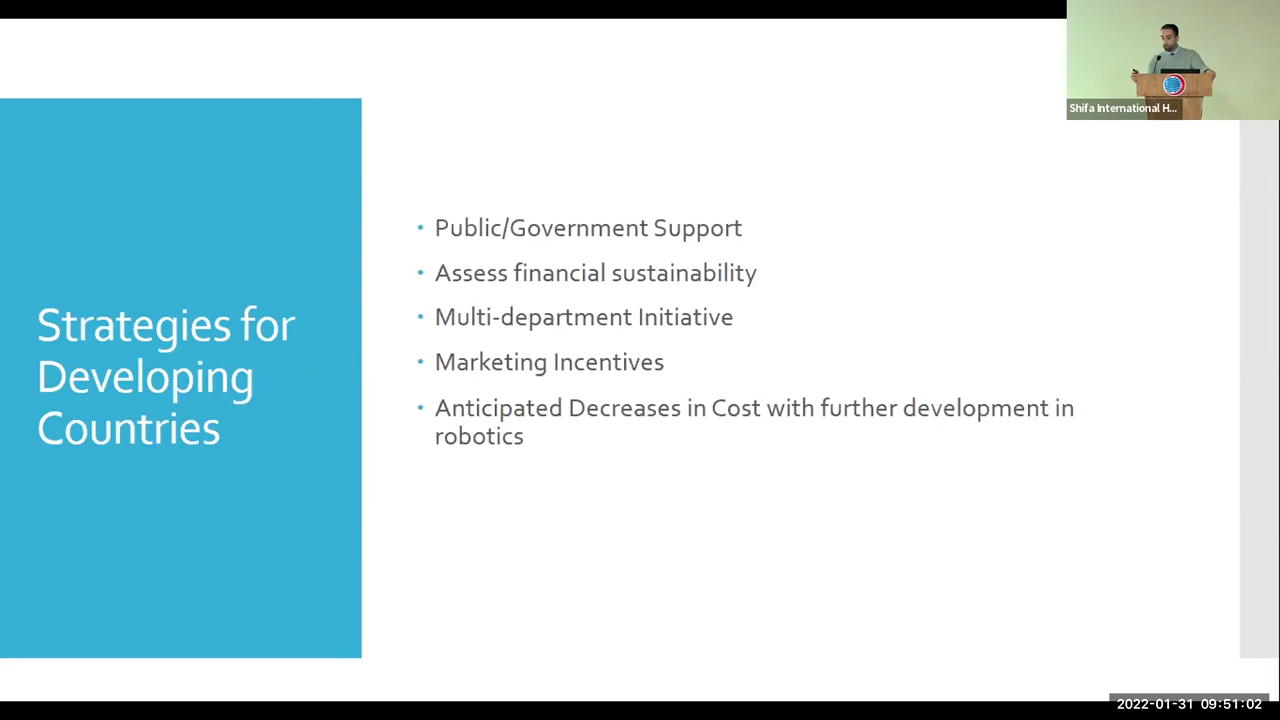 Shifa International H...
Strategies for
Developing
Countries
• Public/Government Support
• Assess financial sustainability
• Multi-department Initiative
• Marketing Incentives
• Anticipated Decreases in Cost with further development in
robotics
2022-01-31 09:51:02